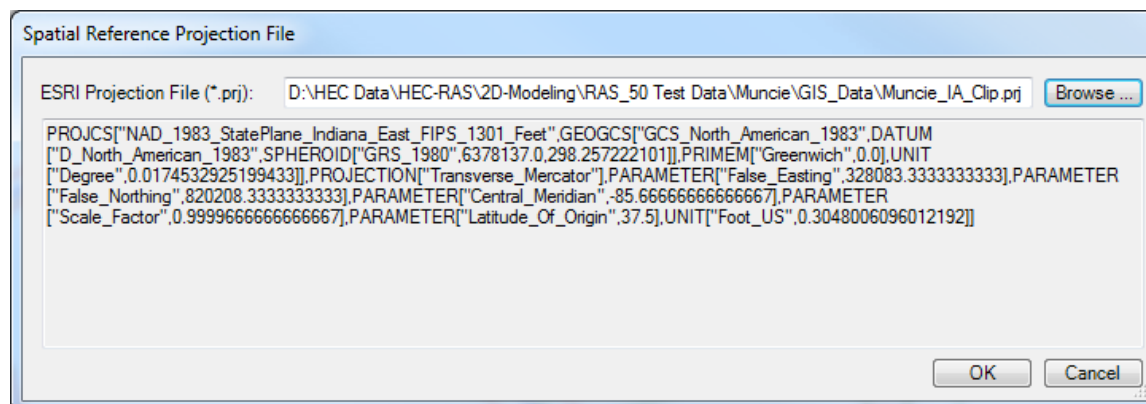 Spatial Reference Projection File
ESRI Projection File (*.prj): D:\HEC Data\HEC-RAS\2D-Modeling\RAS_50 Test Data\Muncie\GIS_Data\Muncie_IA_Clip.prj Browse ...
PROJCS["NAD_1983_StatePlane_Indiana_East_FIPS_1301_Feet",GEOGCS["GCS_North_American_1983",DATUM
["D_North_American_1983",SPHEROID["GRS_1980",6378137.0,298.257222101]],PRIMEM["Greenwich",0.0],UNIT
["Degree",0.0174532925199433]],PROJECTION["Transverse_Mercator"],PARAMETER["False_Easting",328083.3333333333],PARAMETER
["False_Northing",820208.3333333333],PARAMETER["Central_Meridian",-85.66666666666667],PARAMETER
["Scale_Factor",0.9999666666666667],PARAMETER["Latitude_Of_Origin",37.5],UNIT["Foot_US",0.3048006096012192]]
OK Cancel